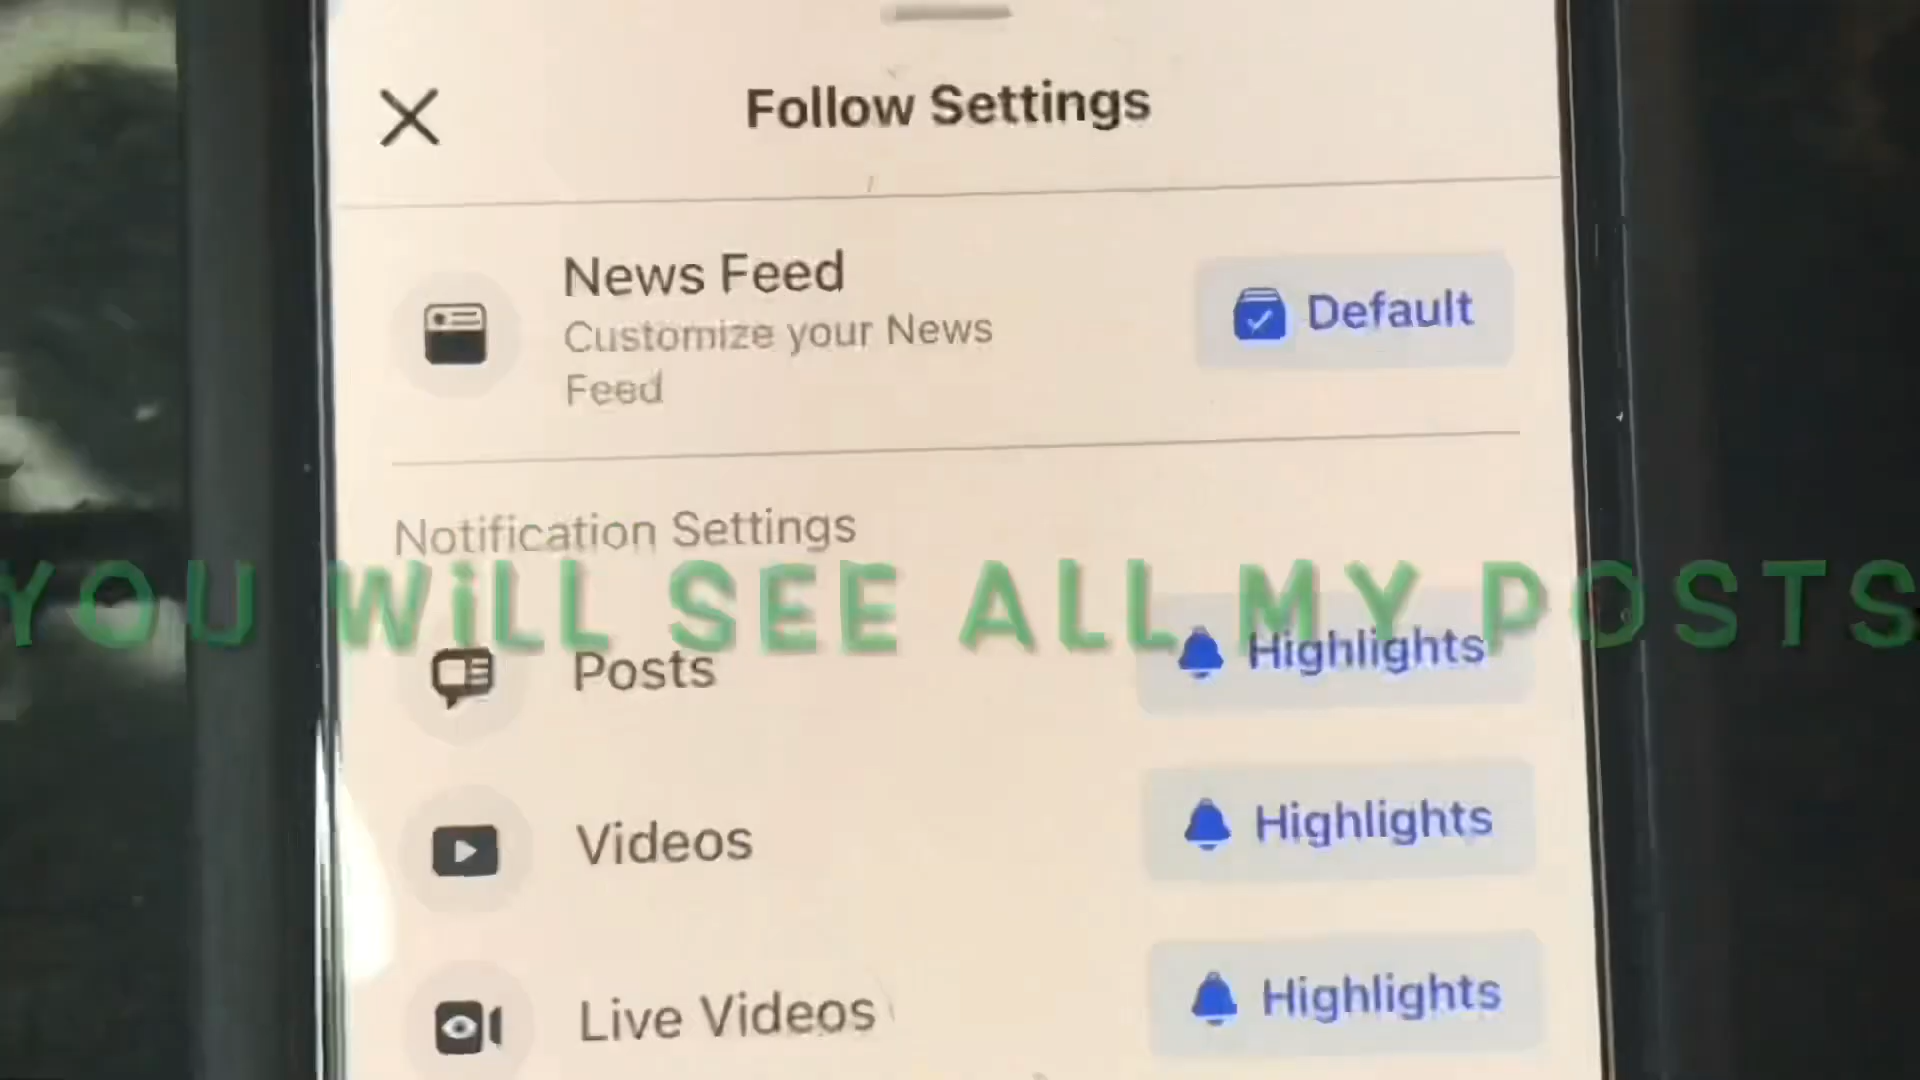 Follow Settings
News Feed
Customize your News
Feed
Default
Notification Settings
YOU WiLL SEE ALL MY POSTS
Posts
Highlights
Videos
Highlights
Live Videos
Highlights